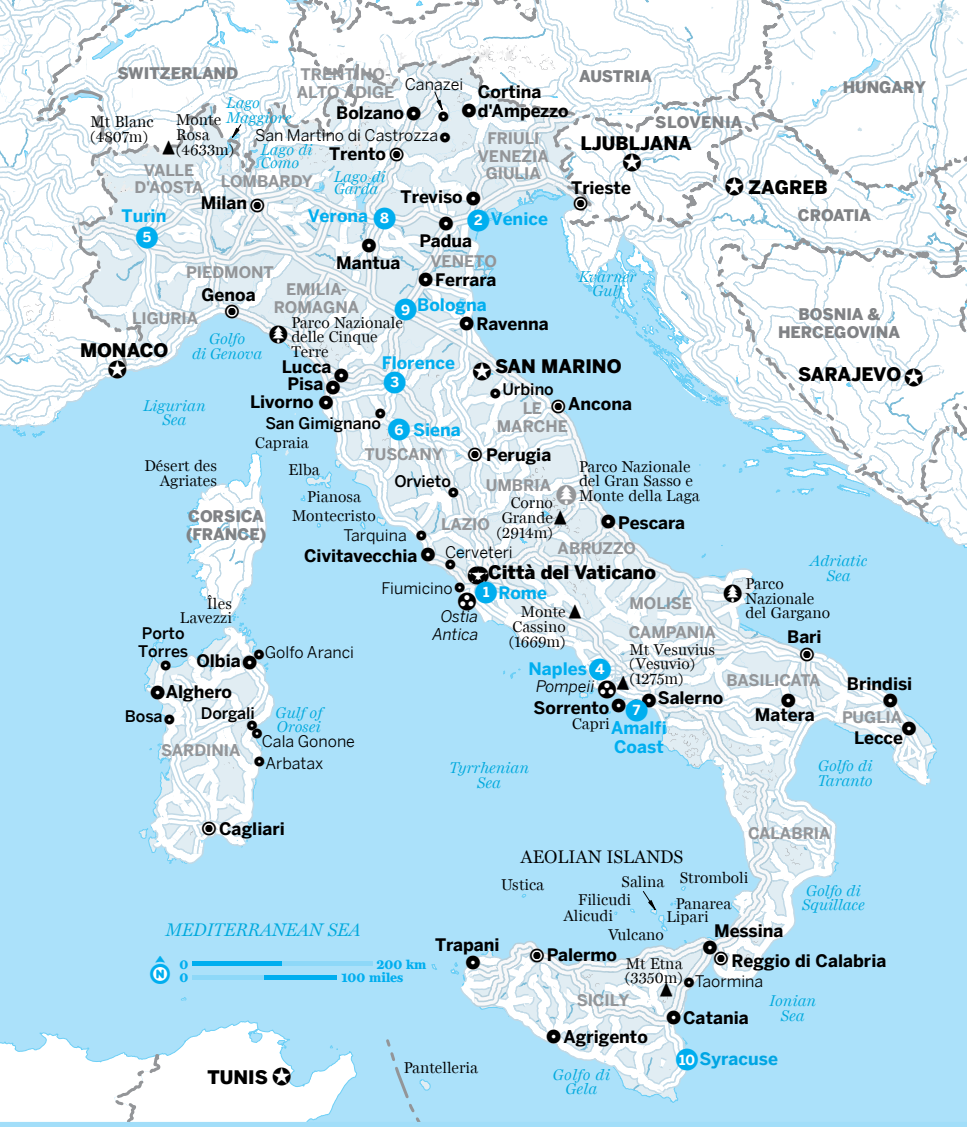 SWITZERLAND
TRENTINO-
ALTO ADIGE
Canazei
AUSTRIA
HUNGARY
Cortina
d'Ampezzo
Bolzano
Lago
Maggiore
Mt Blanc
(4807m)
Monte
Rosa
(4633m)
San Martino di Castrozza
SLOVENIA
LJUBLJANA
FRIULI
VENEZIA
GIULIA
Lago di
Como
Trento
VALLE
D'AOSTA
LOMBARDY
Lago di
Garda
Trieste
ZAGREB
CROATIA
Milan
Treviso
Turin
5
Verona
8
2
Venice
Padua
Mantua
VENETO
PIEDMONT
Ferrara
Kvarner
Gulf
EMILIA-
ROMAGNA
Genoa
LIGURIA
9
Bologna
BOSNIA &
HERCEGOVINA
Parco Nazionale
delle Cinque
Terre
Ravenna
Golfo
di Genova
MONACO
Florence
3
SAN MARINO
SARAJEVO
Lucca
Pisa
Livorno
Urbino
LE
MARCHE
Ancona
Ligurian
Sea
San Gimignano
6
Siena
Capraia
TUSCANY
Perugia
Désert des
Agriates
Elba
Orvieto
UMBRIA
Parco Nazionale
del Gran Sasso e
Monte della Laga
Pianosa
Montecristo
Corno
Grande
(2914m)
CORSICA
(FRANCE)
LAZIO
Pescara
Tarquina
ABRUZZO
Civitavecchia
Cerveteri
Adriatic
Sea
Città del Vaticano
Fiumicino
1
Rome
Parco
Nazionale
del Gargano
Ostia
Antica
Monte
Cassino
(1669m)
MOLISE
Îles
Lavezzi
CAMPANIA
Porto
Torres
Bari
Mt Vesuvius
(Vesuvio)
(1275m)
Olbia
Golfo Aranci
Naples
4
Pompeii
BASILICATA
Brindisi
Alghero
Sorrento
7
Salerno
Matera
PUGLIA
Bosa
Dorgali
Gulf of
Orosei
Capri
Amalfi
Coast
Lecce
Cala Gonone
SARDINIA
Arbatax
Tyrrhenian
Sea
Golfo di
Taranto
Cagliari
CALABRIA
AEOLIAN ISLANDS
Ustica
Salina
Stromboli
Filicudi
Panarea
Alicudi
Lipari
Golfo di
Squillace
Vulcano
MEDITERRANEAN SEA
Messina
Trapani
Palermo
Reggio di Calabria
N
0
200 km
0
100 miles
Mt Etna
(3350m)
Taormina
SICILY
Ionian
Sea
Catania
Agrigento
10
Syracuse
Pantelleria
Golfo di
Gela
TUNIS